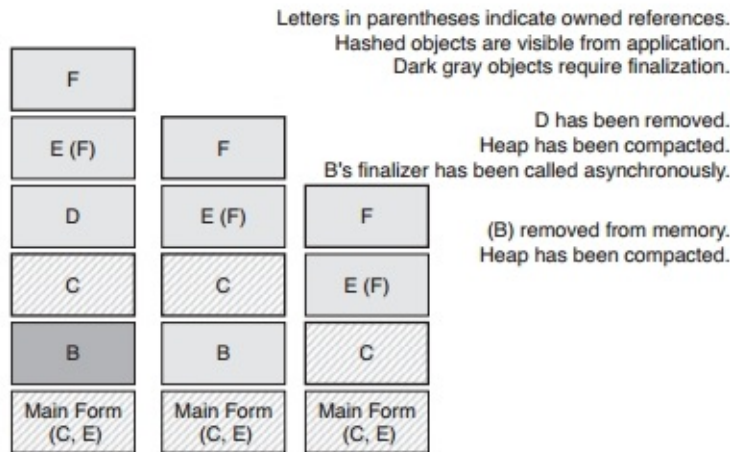 Letters in parentheses indicate owned references.
Hashed objects are visible from application.
Dark gray objects require finalization.
D has been removed.
Heap has been compacted.
B's finalizer has been called asynchronously.
(B) removed from memory.
Heap has been compacted.
F
E (F)
D
C
B
Main Form
(C, E)
F
E (F)
C
B
Main Form
(C, E)
F
E (F)
C
Main Form
(C, E)